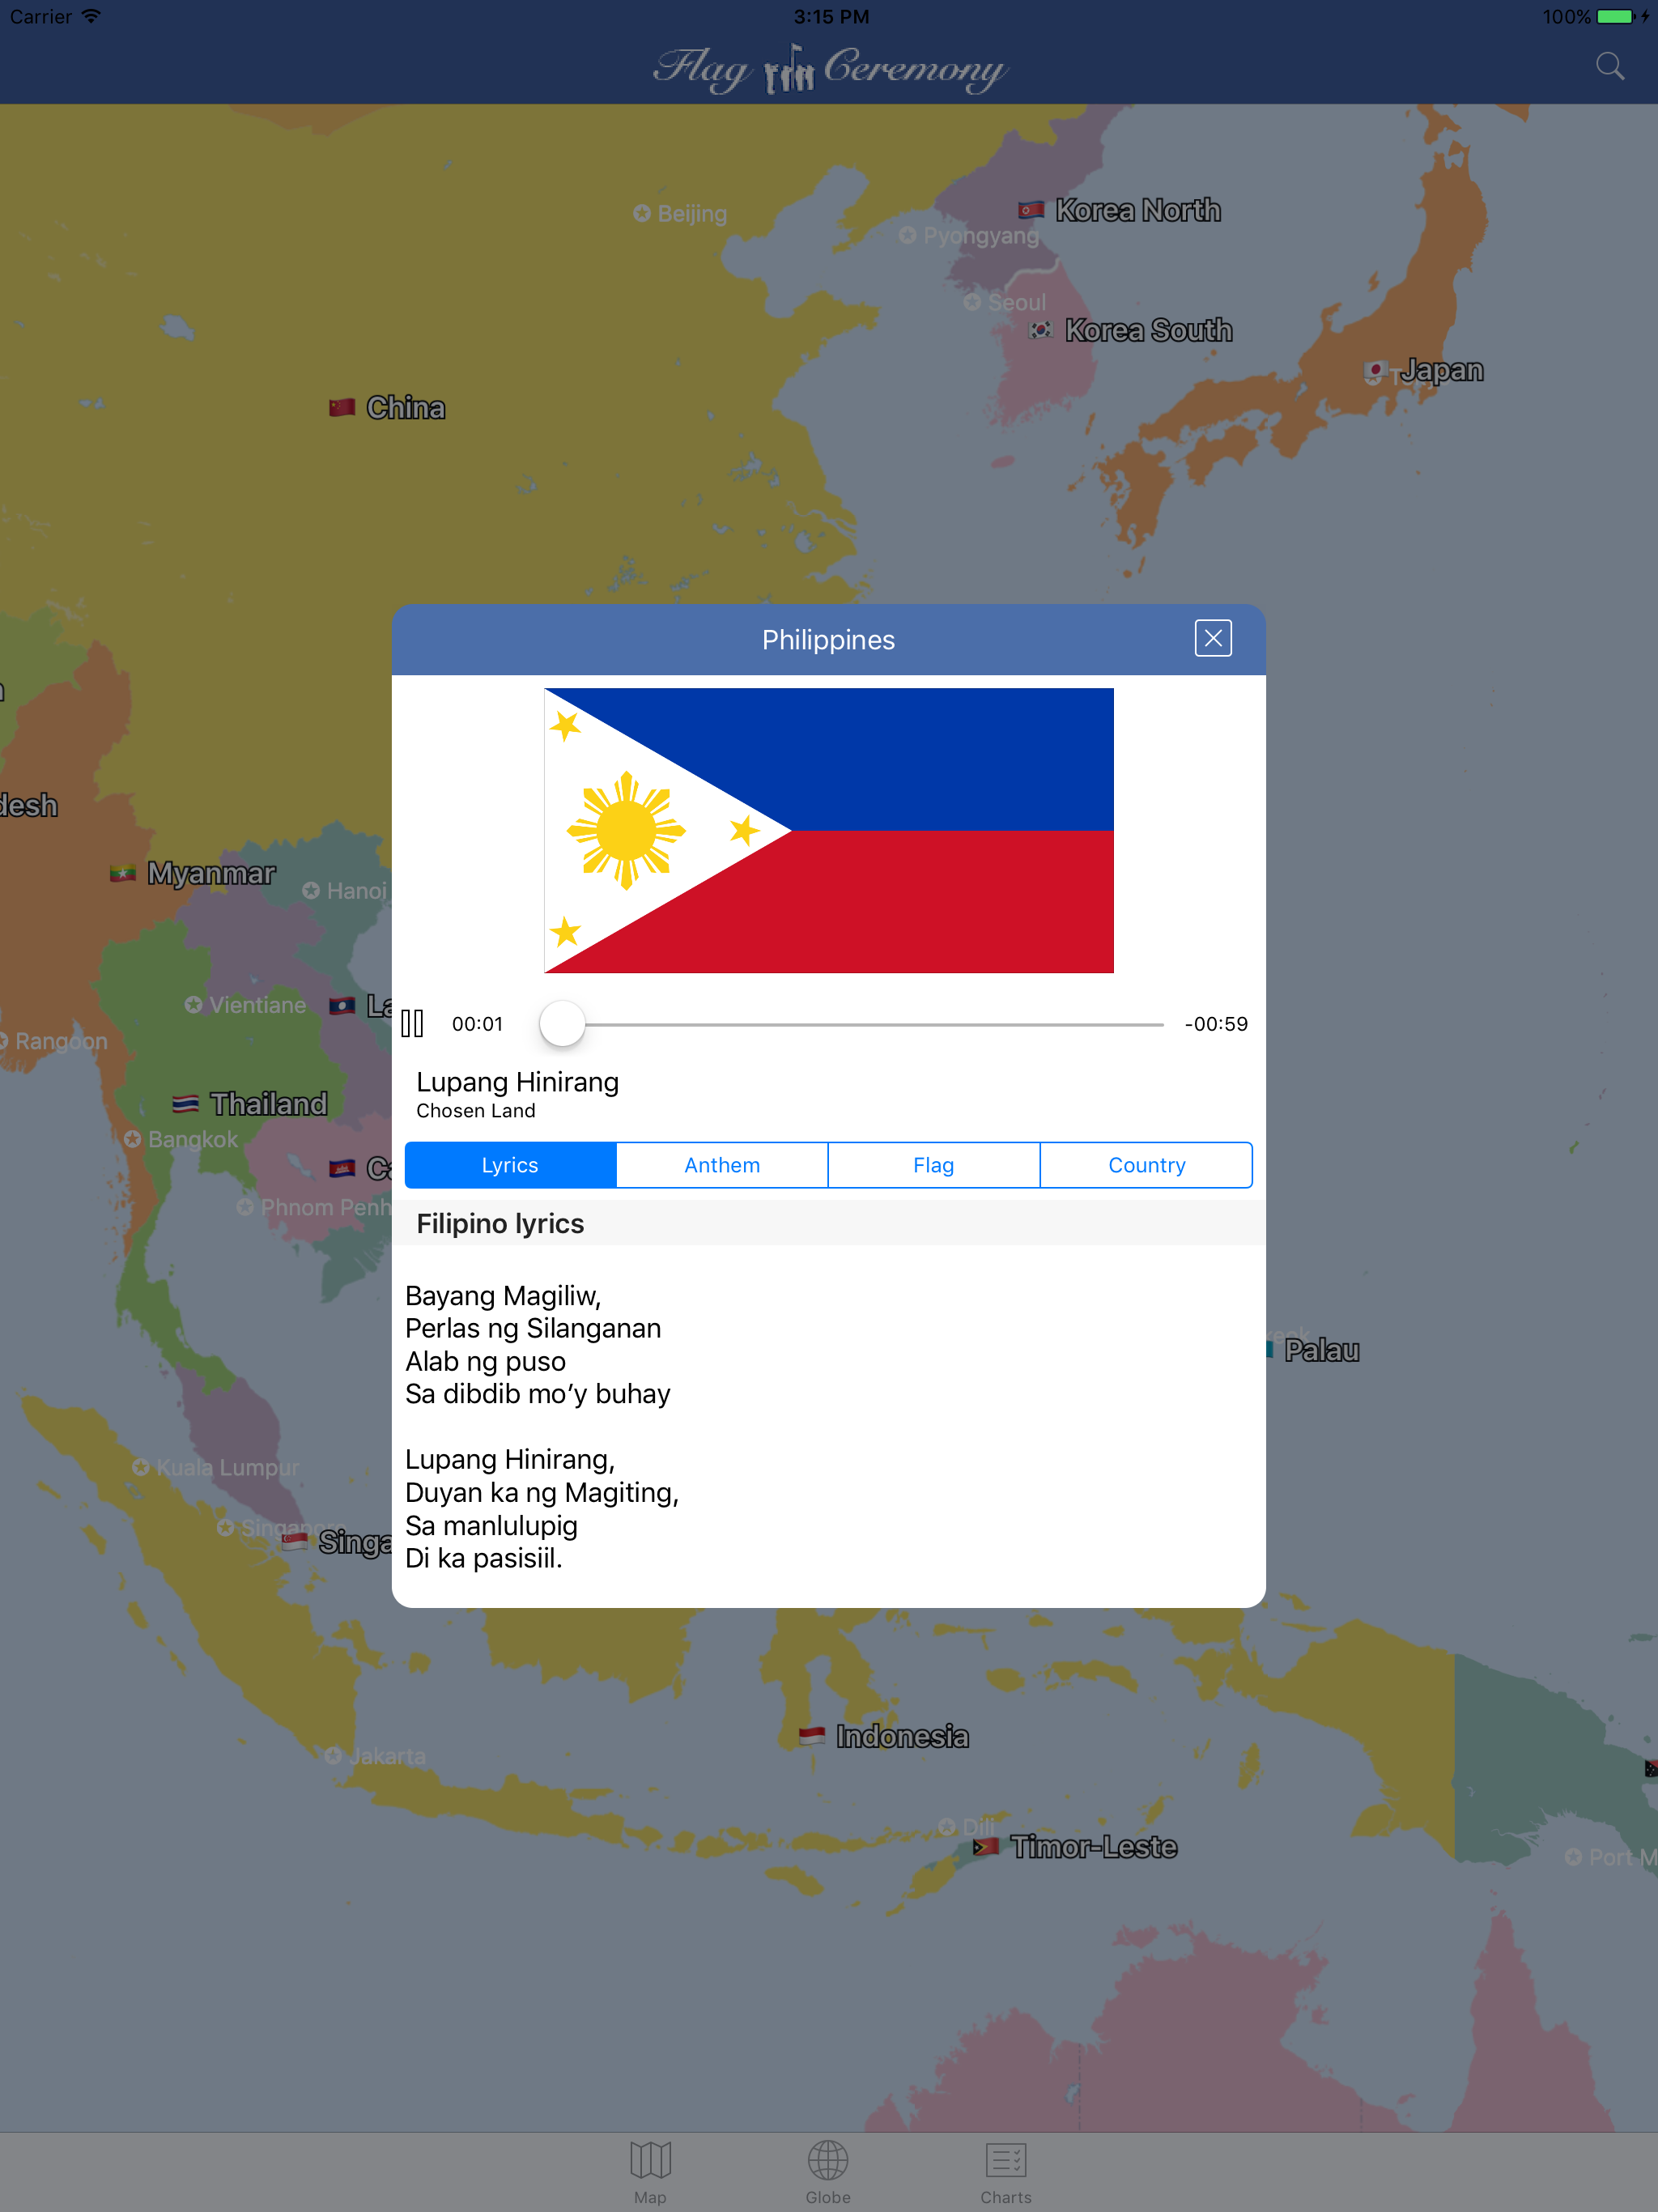 Carrier 3:15 PM 100%
Flag Ceremony
Beijing
Korea North
Pyongyang
Seoul
Korea South
Japan
China
Philippines
desh
Myanmar
Hanoi
Vientiane
La
Rangoon
00:01 -00:59
Lupang Hinirang
Chosen Land
Thailand
Bangkok
Ca
Phnom Penh
Lyrics Anthem Flag Country
Filipino lyrics
Bayang Magiliw,
Perlas ng Silanganan
Alab ng puso
Sa dibdib mo’y buhay
Palau
Lupang Hinirang,
Duyan ka ng Magiting,
Sa manlulupig
Di ka pasisiil.
Kuala Lumpur
Singapore
Singa
Indonesia
Jakarta
Dili
Timor-Leste
Port M
Map Globe Charts